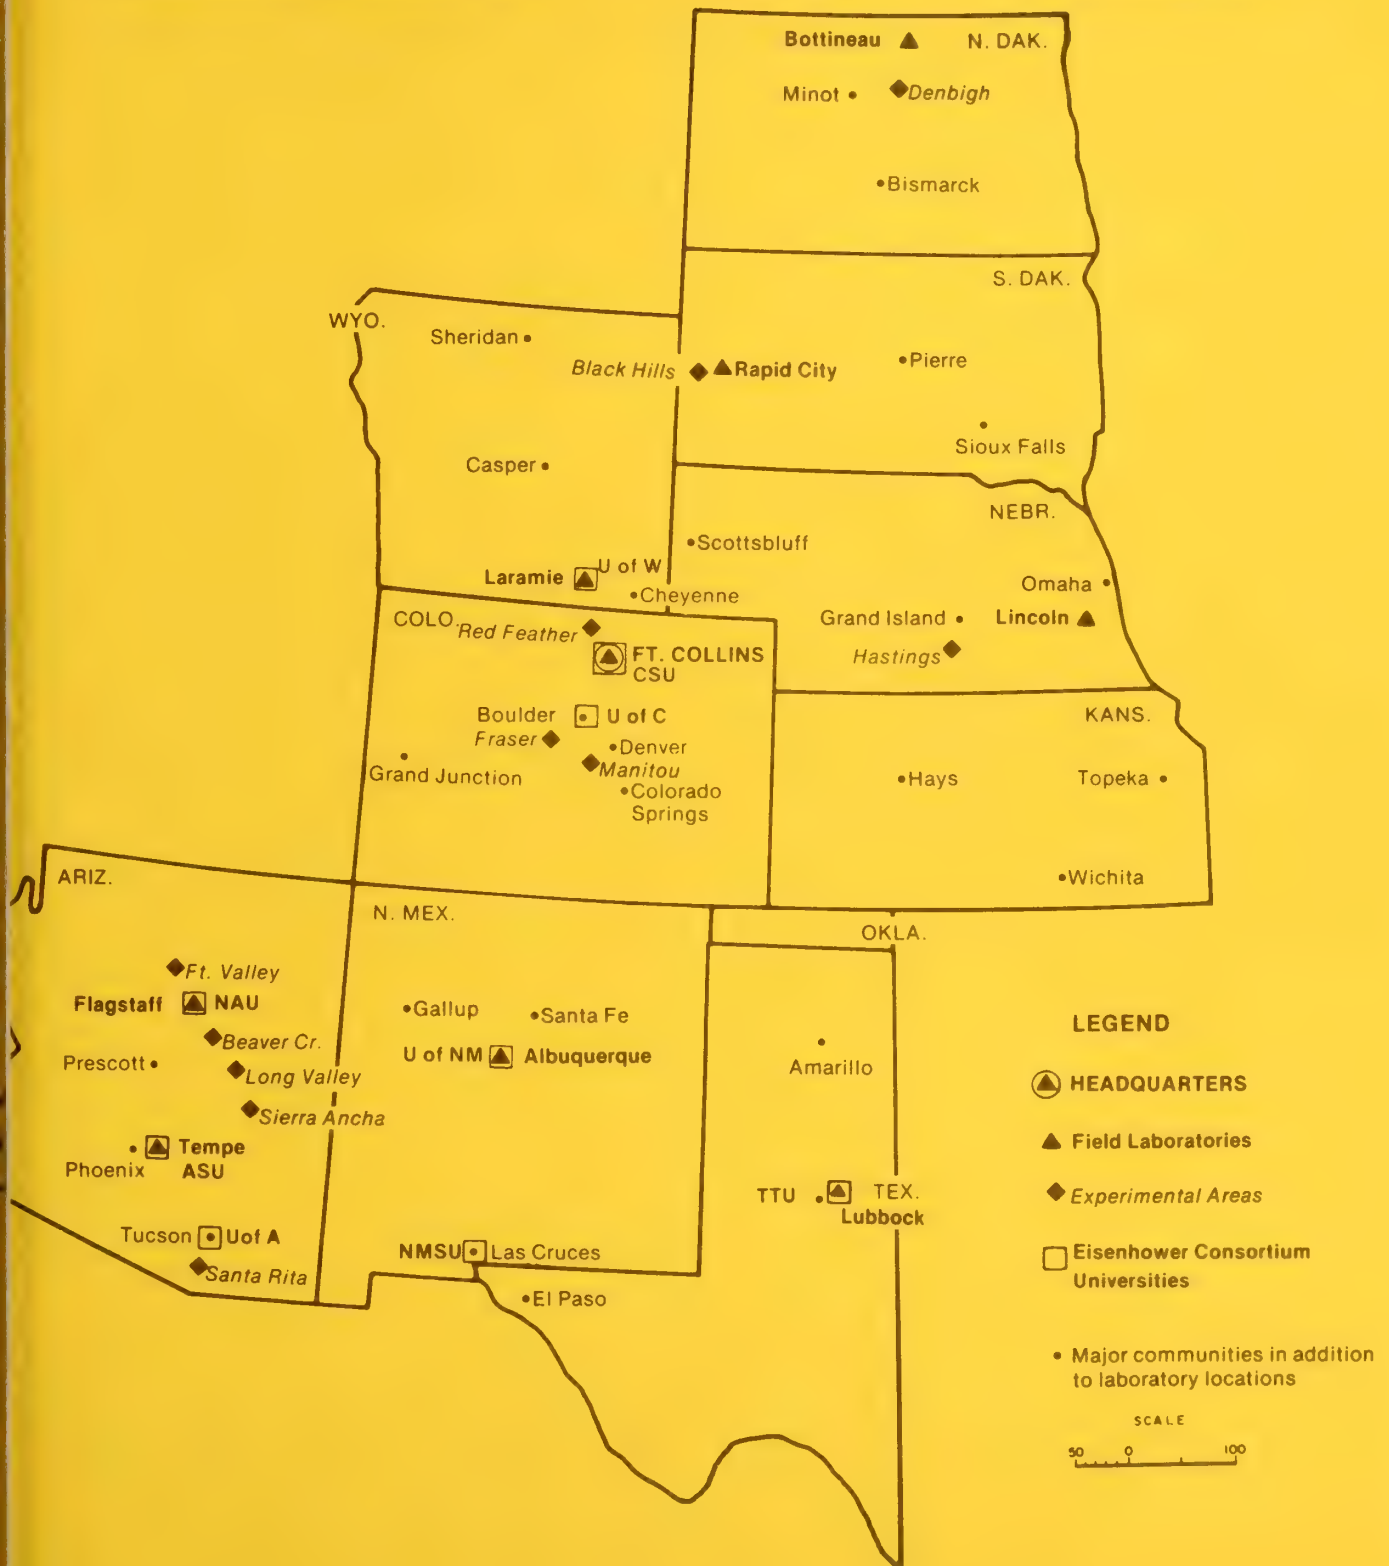 Bottineau N. DAK.
Minot Denbigh
Bismarck
S. DAK.
WYO.
Sheridan
Black Hills Rapid City
Pierre
Sioux Falls
Casper
NEBR.
Scottsbluff
Laramie U of W
Cheyenne
Omaha
Grand Island Lincoln
Hastings
COLO.
Red Feather
FT. COLLINS
CSU
Boulder U of C
Fraser
Denver
Manitou
Grand Junction
Colorado
Springs
KANS.
Hays Topeka
Wichita
ARIZ.
N. MEX.
OKLA.
Ft. Valley
Flagstaff NAU
Beaver Cr.
Prescott
Long Valley
Sierra Ancha
Tempe
Phoenix ASU
Tucson Uof A
Santa Rita
Gallup Santa Fe
U of NM Albuquerque
NMSU Las Cruces
El Paso
Amarillo
TTU TEX.
Lubbock
LEGEND
HEADQUARTERS
Field Laboratories
Experimental Areas
Eisenhower Consortium
Universities
Major communities in addition
to laboratory locations
SCALE
50 0 100